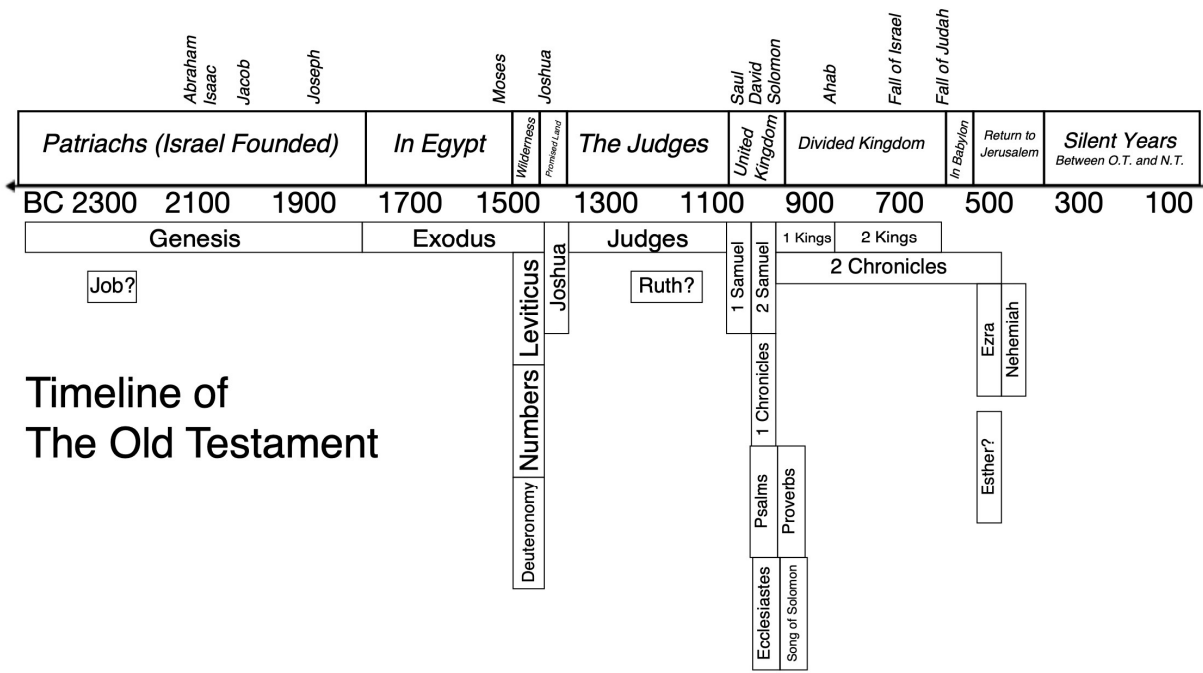 Abraham
Isaac
Jacob
Joseph
Moses
Joshua
Saul
David
Solomon
Ahab
Fall of Israel
Fall of Judah
Patriachs (Israel Founded)
In Egypt
Wilderness
Promised Land
The Judges
United
Kingdom
Divided Kingdom
In Babylon
Return to
Jerusalem
Silent Years
Between O.T. and N.T.
BC 2300 2100 1900 1700 1500 1300 1100 900 700 500 300 100
Genesis
Exodus
Joshua
Judges
1 Samuel
2 Samuel
1 Kings
2 Kings
2 Chronicles
Job?
Leviticus
Ruth?
Ezra
Nehemiah
Numbers
1 Chronicles
Timeline of
The Old Testament
Deuteronomy
Psalms
Proverbs
Esther?
Ecclesiastes
Song of Solomon